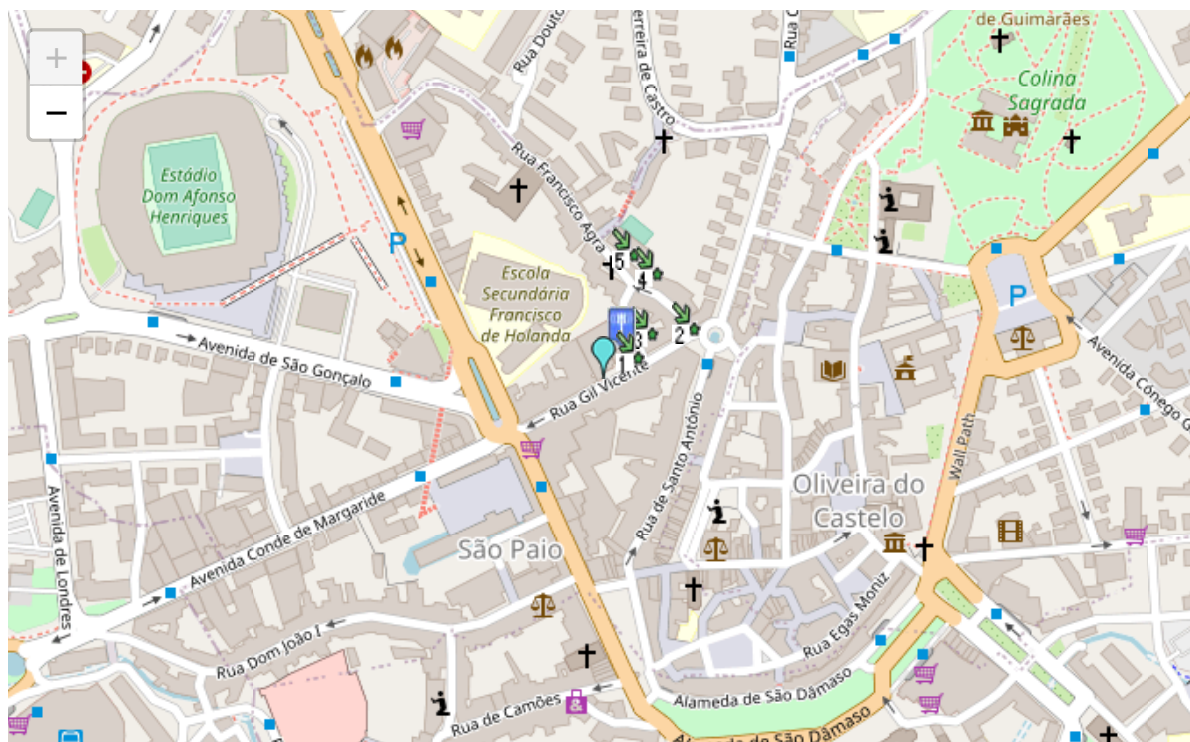 de Guimarães
Rua Douto
erreira de Castro
Rua C
+
−
Colina
Sagrada
Estádio
Dom Afonso
Henriques
Rua Francisco Agra
P
5
4
Escola
Secundária
Francisco
de Holanda
P
3
2
1
Avenida de São Gonçalo
Rua Gil Vicente
Avenida Cónego G
Rua de Santo António
Wall Path
Oliveira do
Castelo
Avenida de Londres
Avenida Conde de Margaride
São Paio
Rua Egas Moniz
Rua Dom João I
Rua de Camões
&
Alameda de São Dâmaso
Alameda de São Dâmaso